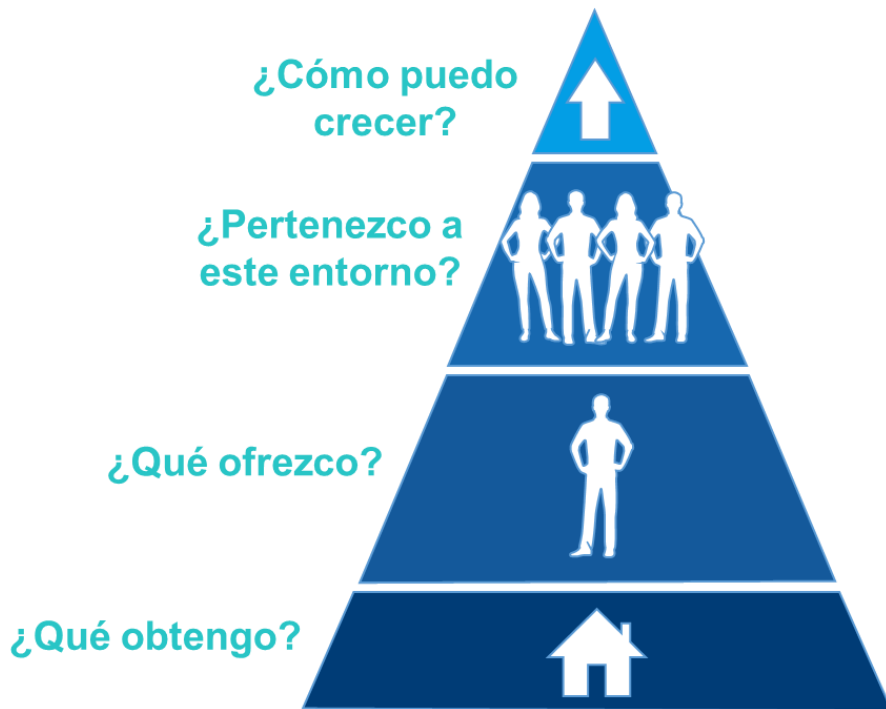 ¿Cómo puedo
crecer?
¿Pertenezco a
este entorno?
¿Qué ofrezco?
¿Qué obtengo?